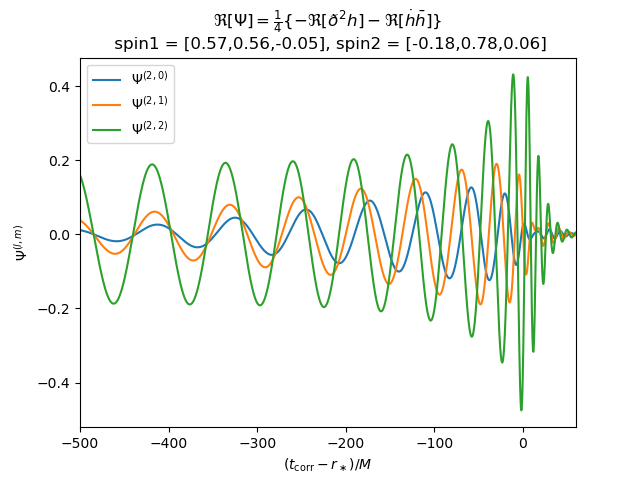 ℜ[Ψ] = 1/4{−ℜ[ð²h] − ℜ[ḣh̄]}
spin1 = [0.57,0.56,-0.05], spin2 = [-0.18,0.78,0.06]
Ψ^(2,0)
Ψ^(2,1)
Ψ^(2,2)
Ψ^(l,m)
0.4
0.2
0.0
−0.2
−0.4
−500 −400 −300 −200 −100 0
(t_corr − r_∗)/M